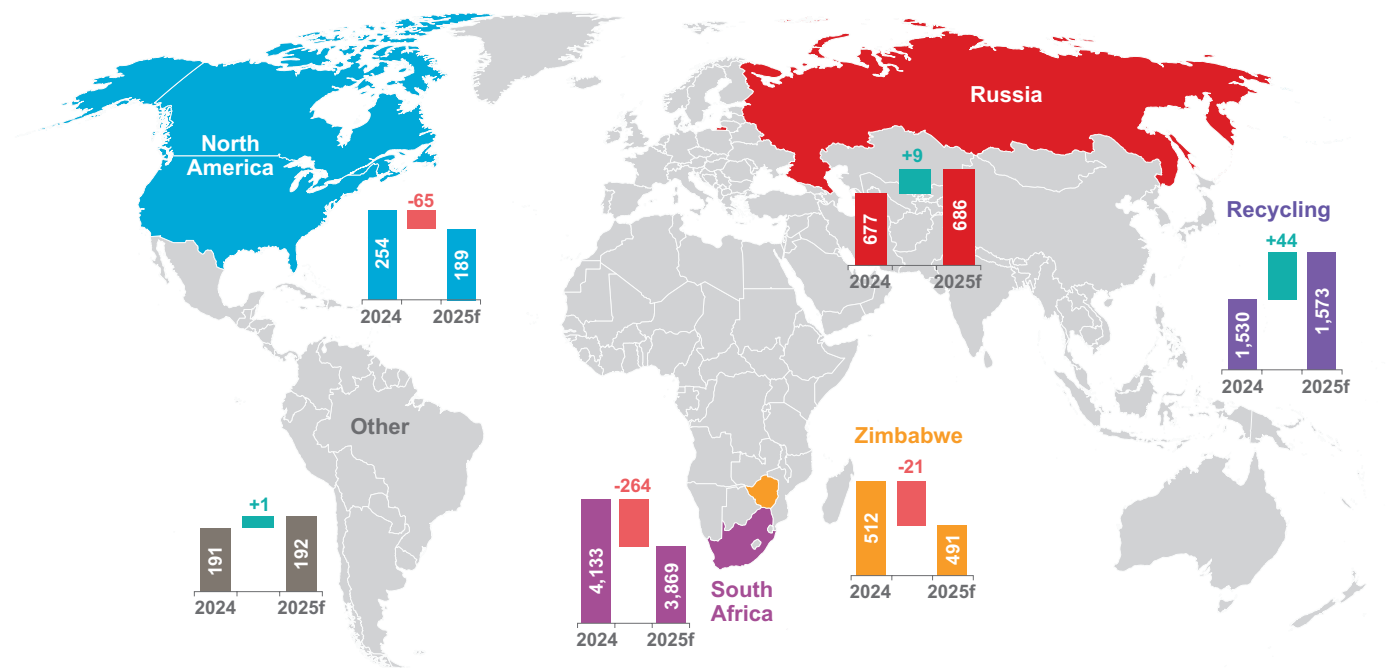 North
America
-65
254
189
2024
2025f
Russia
+9
677
686
2024
2025f
Recycling
+44
1,530
1,573
2024
2025f
Other
+1
191
192
2024
2025f
-264
4,133
3,869
2024
2025f
South
Africa
Zimbabwe
-21
512
491
2024
2025f